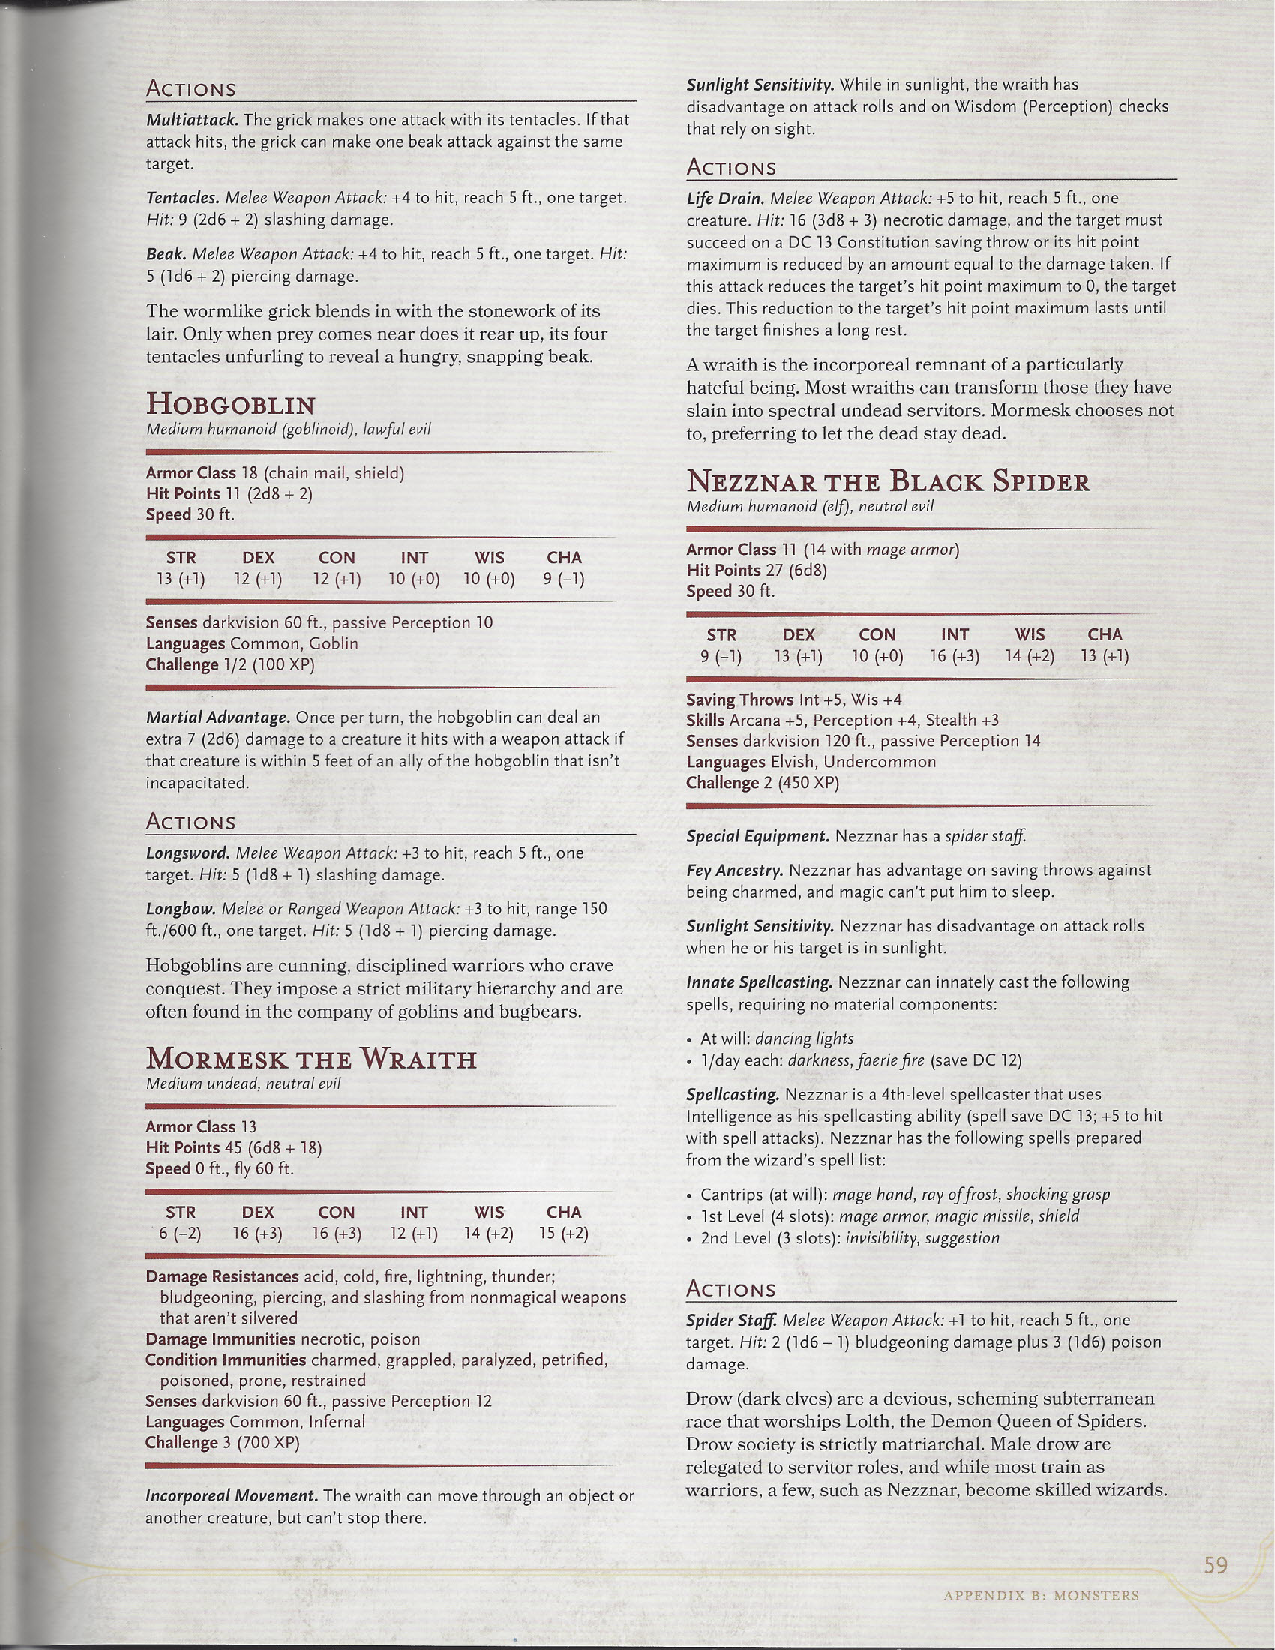 ACTIONS
Multiattack. The grick makes one attack with its tentacles. If that
attack hits, the grick can make one beak attack against the same
target.
Tentacles. Melee Weapon Attack: +4 to hit, reach 5 ft., one target.
Hit: 9 (2d6 + 2) slashing damage.
Beak. Melee Weapon Attack: +4 to hit, reach 5 ft., one target. Hit:
5 (1d6 + 2) piercing damage.
The wormlike grick blends in with the stonework of its
lair. Only when prey comes near does it rear up, its four
tentacles unfurling to reveal a hungry, snapping beak.
HOBGOBLIN
Medium humanoid (goblinoid), lawful evil
Armor Class 18 (chain mail, shield)
Hit Points 11 (2d8 + 2)
Speed 30 ft.
STR DEX CON INT WIS CHA
13 (+1) 12 (+1) 12 (+1) 10 (+0) 10 (+0) 9 (–1)
Senses darkvision 60 ft., passive Perception 10
Languages Common, Goblin
Challenge 1/2 (100 XP)
Martial Advantage. Once per turn, the hobgoblin can deal an
extra 7 (2d6) damage to a creature it hits with a weapon attack if
that creature is within 5 feet of an ally of the hobgoblin that isn't
incapacitated.
ACTIONS
Longsword. Melee Weapon Attack: +3 to hit, reach 5 ft., one
target. Hit: 5 (1d8 + 1) slashing damage.
Longbow. Melee or Ranged Weapon Attack: +3 to hit, range 150
ft./600 ft., one target. Hit: 5 (1d8 + 1) piercing damage.
Hobgoblins are cunning, disciplined warriors who crave
conquest. They impose a strict military hierarchy and are
often found in the company of goblins and bugbears.
MORMESK THE WRAITH
Medium undead, neutral evil
Armor Class 13
Hit Points 45 (6d8 + 18)
Speed 0 ft., fly 60 ft.
STR DEX CON INT WIS CHA
6 (–2) 16 (+3) 16 (+3) 12 (+1) 14 (+2) 15 (+2)
Damage Resistances acid, cold, fire, lightning, thunder;
bludgeoning, piercing, and slashing from nonmagical weapons
that aren't silvered
Damage Immunities necrotic, poison
Condition Immunities charmed, grappled, paralyzed, petrified,
poisoned, prone, restrained
Senses darkvision 60 ft., passive Perception 12
Languages Common, Infernal
Challenge 3 (700 XP)
Incorporeal Movement. The wraith can move through an object or
another creature, but can't stop there.
Sunlight Sensitivity. While in sunlight, the wraith has
disadvantage on attack rolls and on Wisdom (Perception) checks
that rely on sight.
ACTIONS
Life Drain. Melee Weapon Attack: +5 to hit, reach 5 ft., one
creature. Hit: 16 (3d8 + 3) necrotic damage, and the target must
succeed on a DC 13 Constitution saving throw or its hit point
maximum is reduced by an amount equal to the damage taken. If
this attack reduces the target's hit point maximum to 0, the target
dies. This reduction to the target's hit point maximum lasts until
the target finishes a long rest.
A wraith is the incorporeal remnant of a particularly
hateful being. Most wraiths can transform those they have
slain into spectral undead servitors. Mormesk chooses not
to, preferring to let the dead stay dead.
NEZZNAR THE BLACK SPIDER
Medium humanoid (elf), neutral evil
Armor Class 11 (14 with mage armor)
Hit Points 27 (6d8)
Speed 30 ft.
STR DEX CON INT WIS CHA
9 (–1) 13 (+1) 10 (+0) 16 (+3) 14 (+2) 13 (+1)
Saving Throws Int +5, Wis +4
Skills Arcana +5, Perception +4, Stealth +3
Senses darkvision 120 ft., passive Perception 14
Languages Elvish, Undercommon
Challenge 2 (450 XP)
Special Equipment. Nezznar has a spider staff.
Fey Ancestry. Nezznar has advantage on saving throws against
being charmed, and magic can't put him to sleep.
Sunlight Sensitivity. Nezznar has disadvantage on attack rolls
when he or his target is in sunlight.
Innate Spellcasting. Nezznar can innately cast the following
spells, requiring no material components:
• At will: dancing lights
• 1/day each: darkness, faerie fire (save DC 12)
Spellcasting. Nezznar is a 4th-level spellcaster that uses
Intelligence as his spellcasting ability (spell save DC 13; +5 to hit
with spell attacks). Nezznar has the following spells prepared
from the wizard's spell list:
• Cantrips (at will): mage hand, ray of frost, shocking grasp
• 1st Level (4 slots): mage armor, magic missile, shield
• 2nd Level (3 slots): invisibility, suggestion
ACTIONS
Spider Staff. Melee Weapon Attack: +1 to hit, reach 5 ft., one
target. Hit: 2 (1d6 – 1) bludgeoning damage plus 3 (1d6) poison
damage.
Drow (dark elves) are a devious, scheming subterranean
race that worships Lolth, the Demon Queen of Spiders.
Drow society is strictly matriarchal. Male drow are
relegated to servitor roles, and while most train as
warriors, a few, such as Nezznar, become skilled wizards.
59
APPENDIX B: MONSTERS